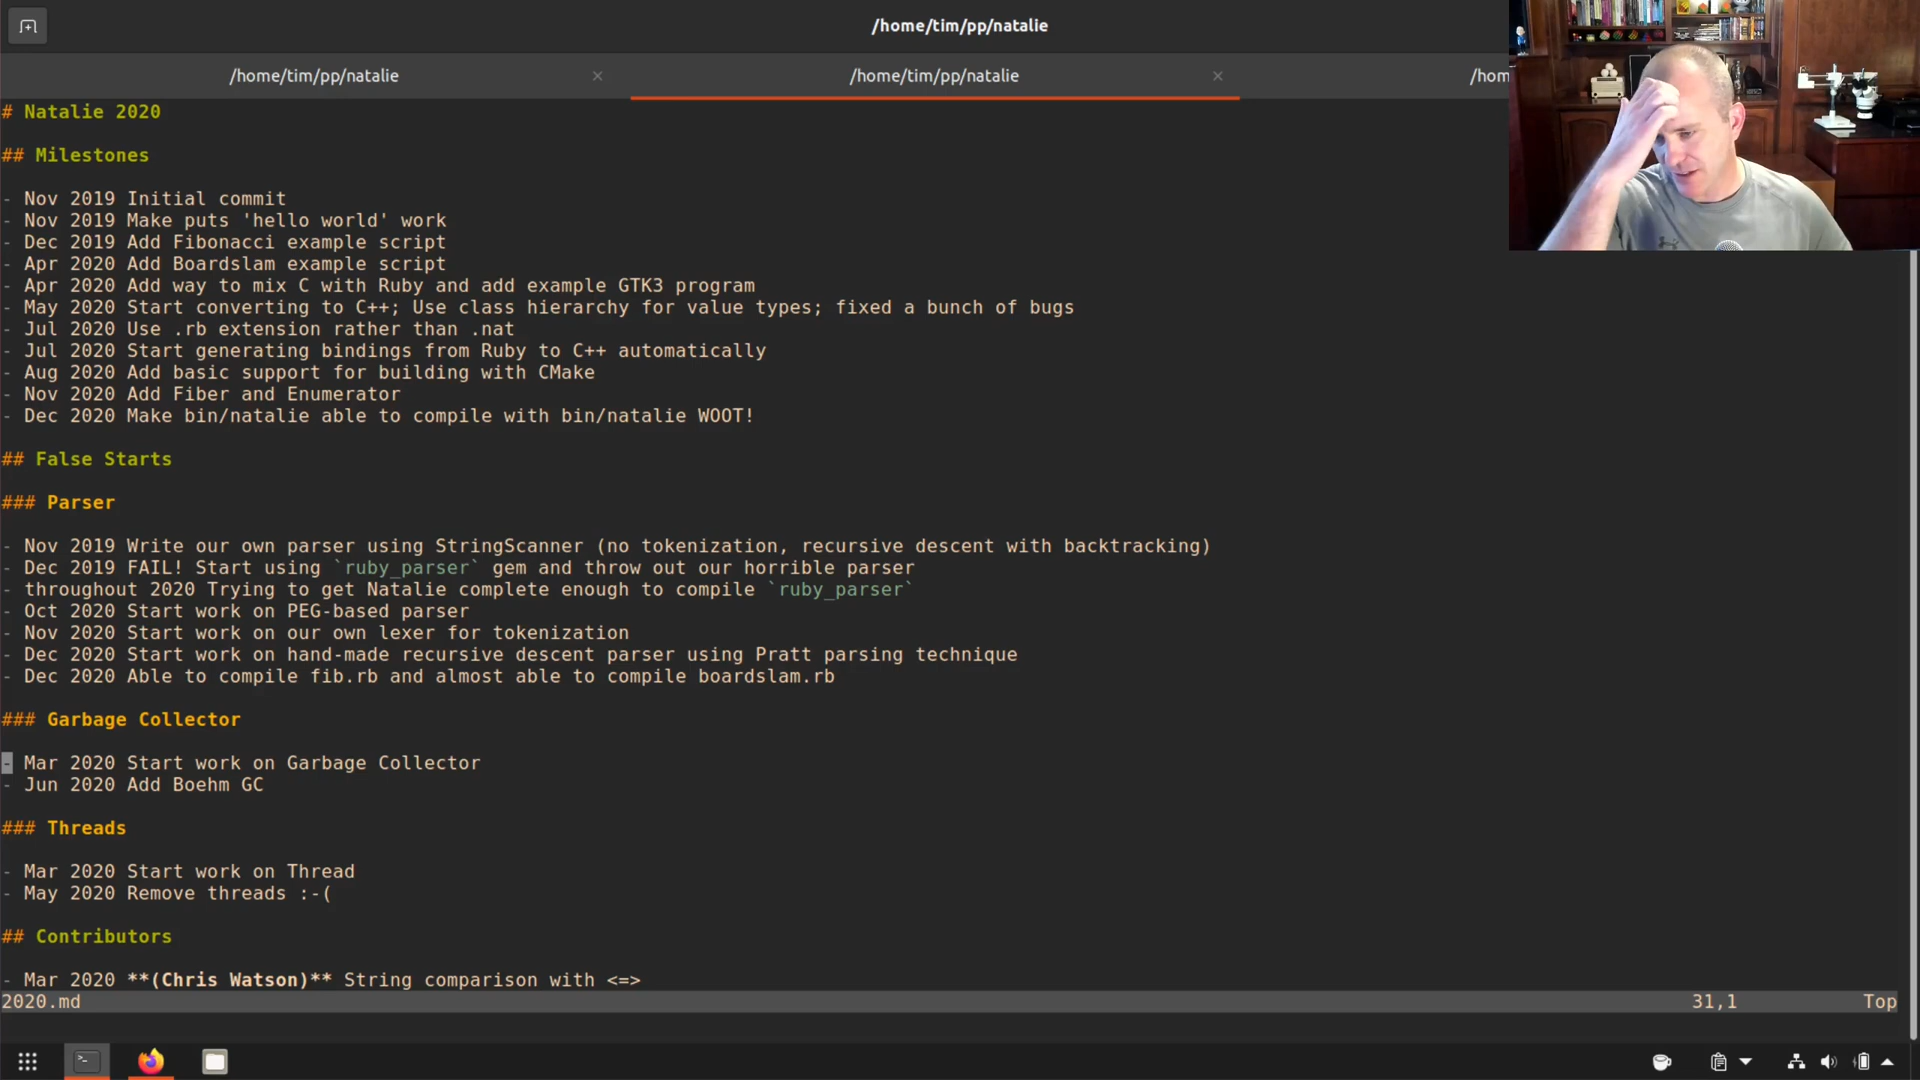 /home/tim/pp/natalie
/home/tim/pp/natalie ×
/home/tim/pp/natalie ×
/hom
# Natalie 2020
## Milestones
- Nov 2019 Initial commit
- Nov 2019 Make puts 'hello world' work
- Dec 2019 Add Fibonacci example script
- Apr 2020 Add Boardslam example script
- Apr 2020 Add way to mix C with Ruby and add example GTK3 program
- May 2020 Start converting to C++; Use class hierarchy for value types; fixed a bunch of bugs
- Jul 2020 Use .rb extension rather than .nat
- Jul 2020 Start generating bindings from Ruby to C++ automatically
- Aug 2020 Add basic support for building with CMake
- Nov 2020 Add Fiber and Enumerator
- Dec 2020 Make bin/natalie able to compile with bin/natalie WOOT!
## False Starts
### Parser
- Nov 2019 Write our own parser using StringScanner (no tokenization, recursive descent with backtracking)
- Dec 2019 FAIL! Start using `ruby_parser` gem and throw out our horrible parser
- throughout 2020 Trying to get Natalie complete enough to compile `ruby_parser`
- Oct 2020 Start work on PEG-based parser
- Nov 2020 Start work on our own lexer for tokenization
- Dec 2020 Start work on hand-made recursive descent parser using Pratt parsing technique
- Dec 2020 Able to compile fib.rb and almost able to compile boardslam.rb
### Garbage Collector
- Mar 2020 Start work on Garbage Collector
- Jun 2020 Add Boehm GC
### Threads
- Mar 2020 Start work on Thread
- May 2020 Remove threads :-(
## Contributors
- Mar 2020 **(Chris Watson)** String comparison with <=>
2020.md 31,1 Top